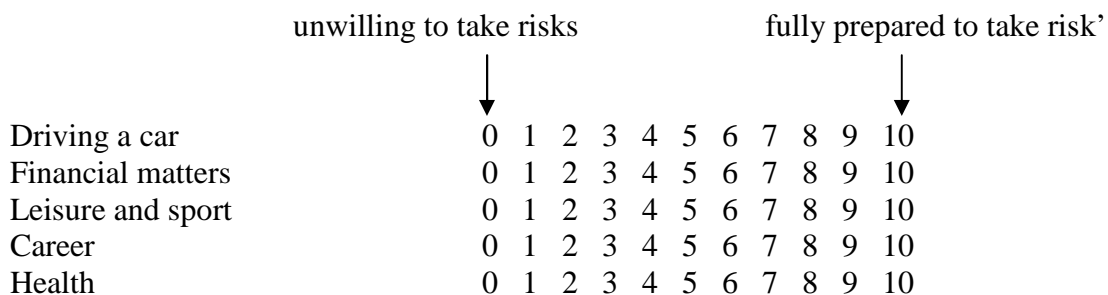 unwilling to take risks fully prepared to take risk’
Driving a car 0 1 2 3 4 5 6 7 8 9 10
Financial matters 0 1 2 3 4 5 6 7 8 9 10
Leisure and sport 0 1 2 3 4 5 6 7 8 9 10
Career 0 1 2 3 4 5 6 7 8 9 10
Health 0 1 2 3 4 5 6 7 8 9 10